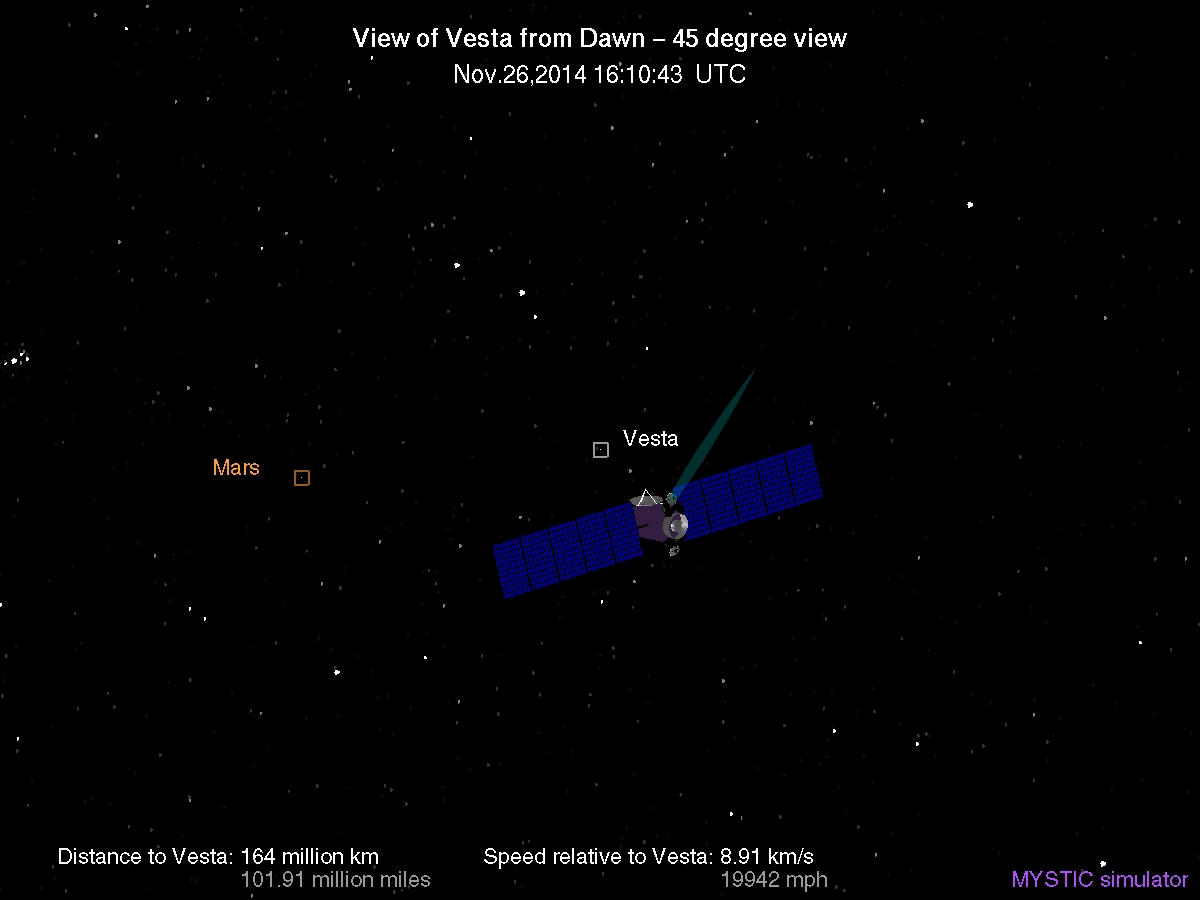 View of Vesta from Dawn – 45 degree view
Nov.26,2014 16:10:43 UTC
Vesta
Mars
Distance to Vesta: 164 million km
101.91 million miles
Speed relative to Vesta: 8.91 km/s
19942 mph
MYSTIC simulator